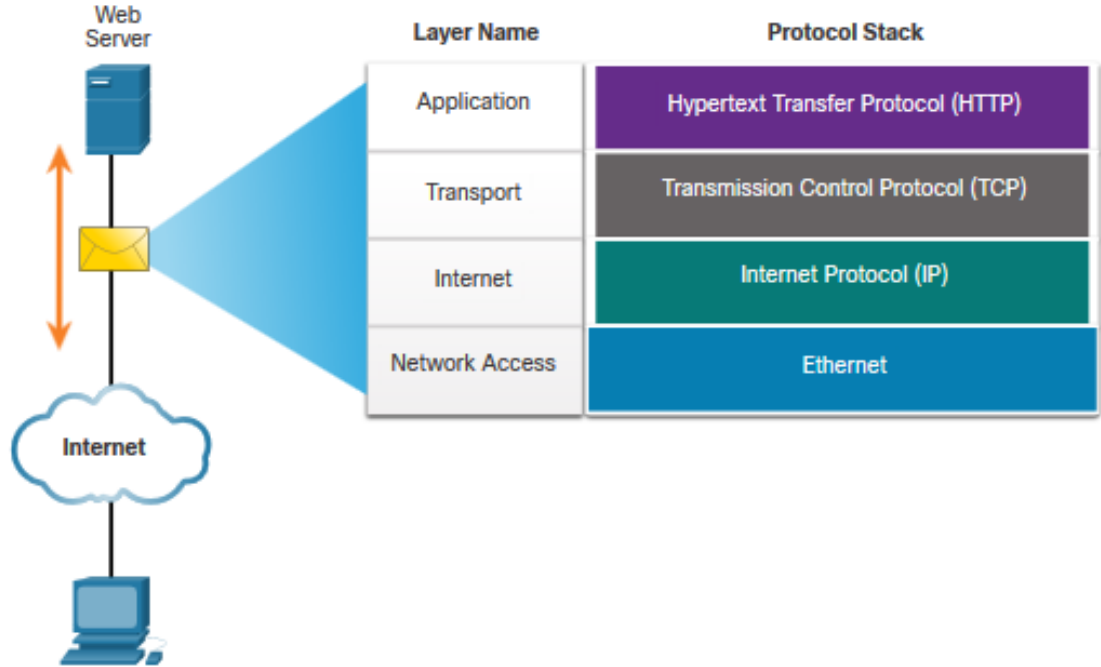 Web
Server
Layer Name
Protocol Stack
Application
Hypertext Transfer Protocol (HTTP)
Transport
Transmission Control Protocol (TCP)
Internet
Internet Protocol (IP)
Network Access
Ethernet
Internet